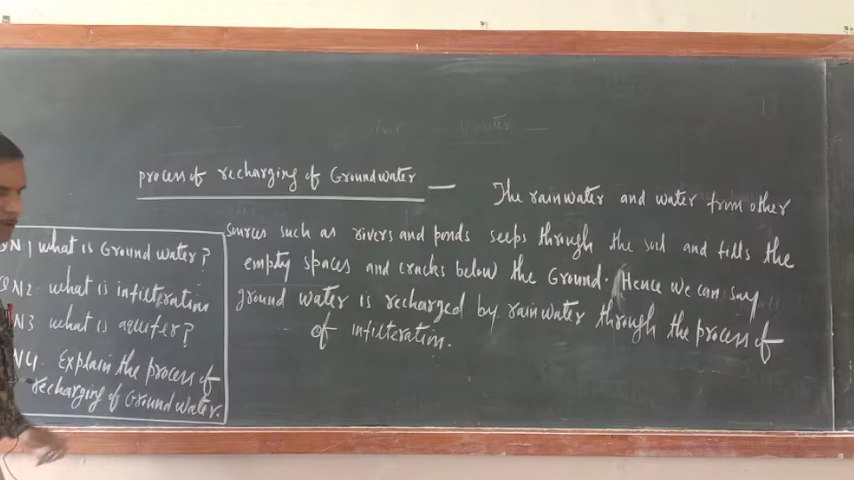 process of recharging of Groundwater —
The rainwater and water from other
sources such as rivers and ponds seeps through the soil and fills the
empty spaces and cracks below the Ground. Hence we can say
ground water is recharged by rainwater through the process of
of infilteration.
QN1 what is Ground water?
QN2 what is infilteration
N3 what is aquifer?
N4. Explain the process of
recharging of Ground water.